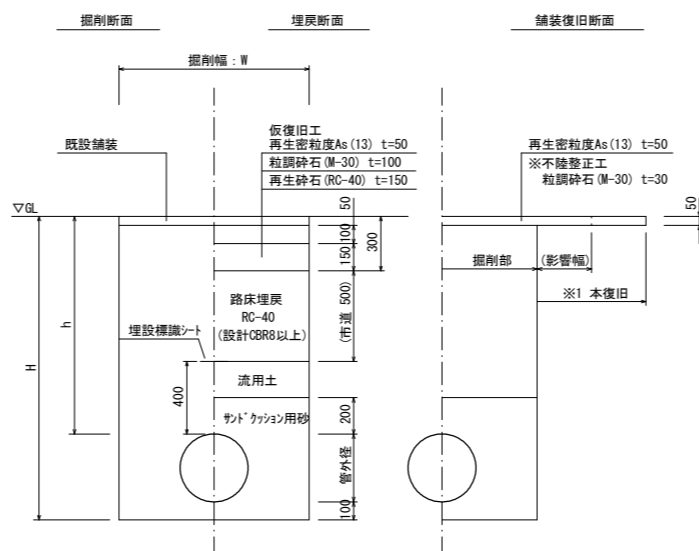 掘削断面
埋戻断面
舗装復旧断面
掘削幅：W
既設舗装
仮復旧工
再生密粒度As(13) t=50
粒調砕石(M-30) t=100
再生砕石(RC-40) t=150
再生密粒度As(13) t=50
※不陸整正工
粒調砕石(M-30) t=30
▽GL
50
100
150
300
50
掘削部
(影響幅)
※1 本復旧
路床埋戻
RC-40
(設計CBR8以上)
(市道 500)
h
H
埋設標識ｼｰﾄ
流用土
400
ｻﾝﾄﾞｸｯｼｮﾝ用砂
200
管外径
100